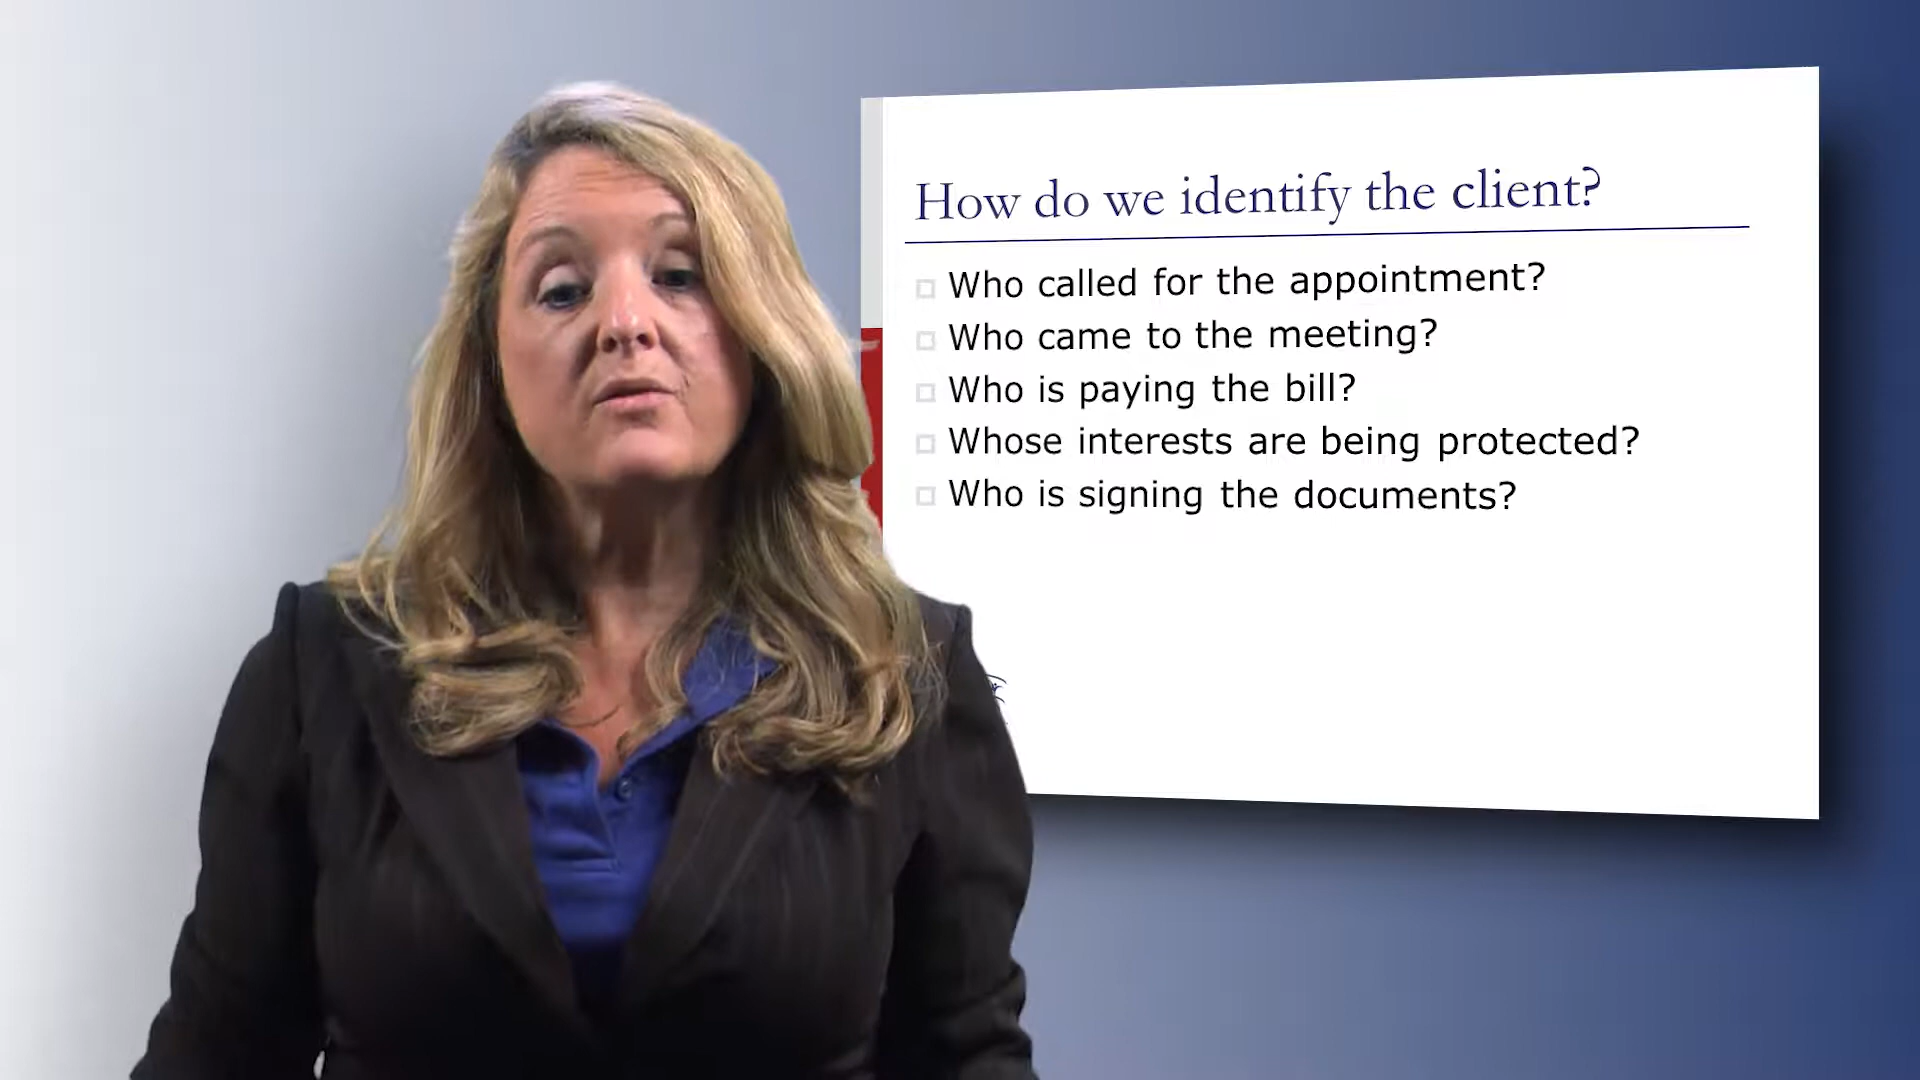 How do we identify the client?
Who called for the appointment?
Who came to the meeting?
Who is paying the bill?
Whose interests are being protected?
Who is signing the documents?